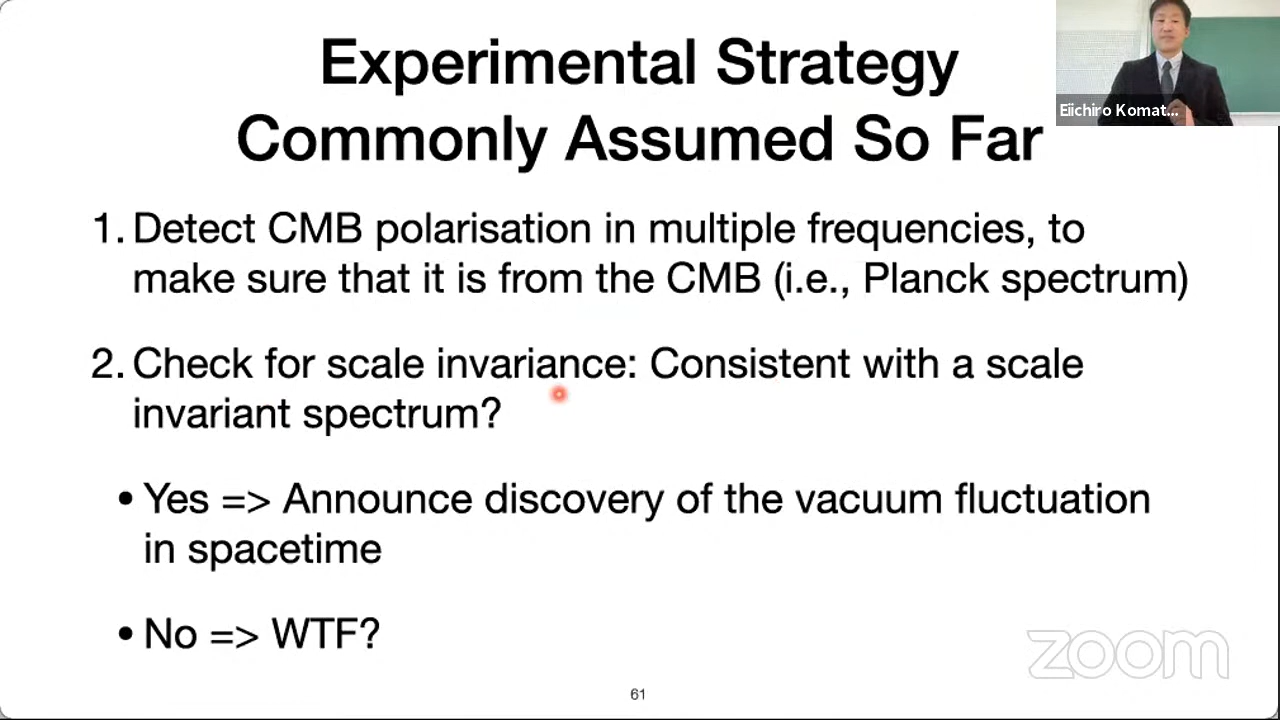 Experimental Strategy
Commonly Assumed So Far
Eiichiro Komat...
1. Detect CMB polarisation in multiple frequencies, to
make sure that it is from the CMB (i.e., Planck spectrum)
2. Check for scale invariance: Consistent with a scale
invariant spectrum?
• Yes => Announce discovery of the vacuum fluctuation
in spacetime
• No => WTF?
zoom
61